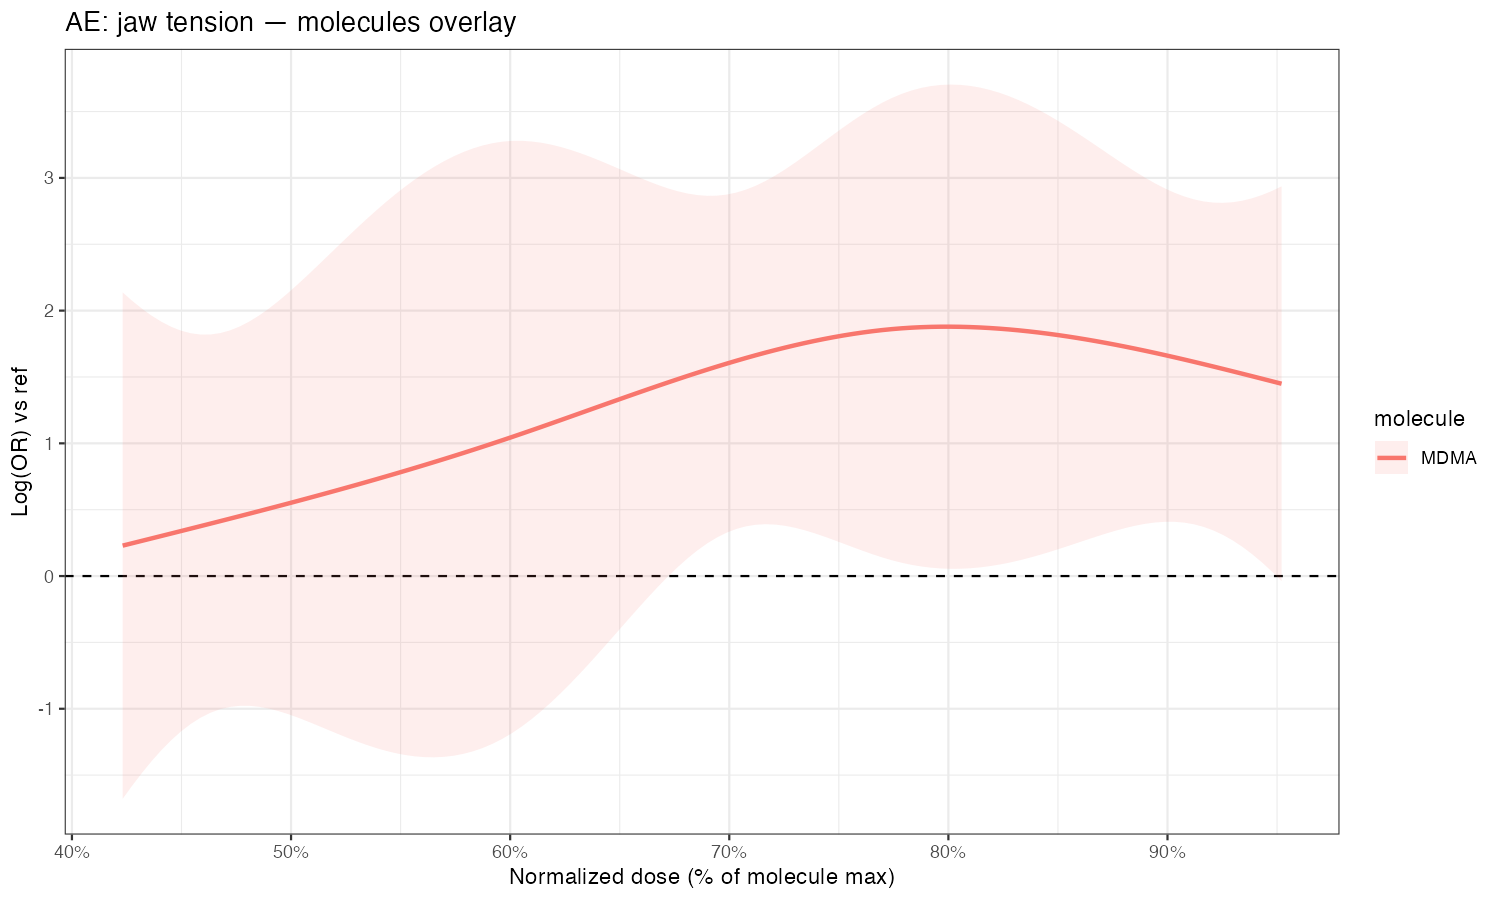 AE: jaw tension — molecules overlay
Log(OR) vs ref
3
2
1
0
-1
40%
50%
60%
70%
80%
90%
Normalized dose (% of molecule max)
molecule
MDMA